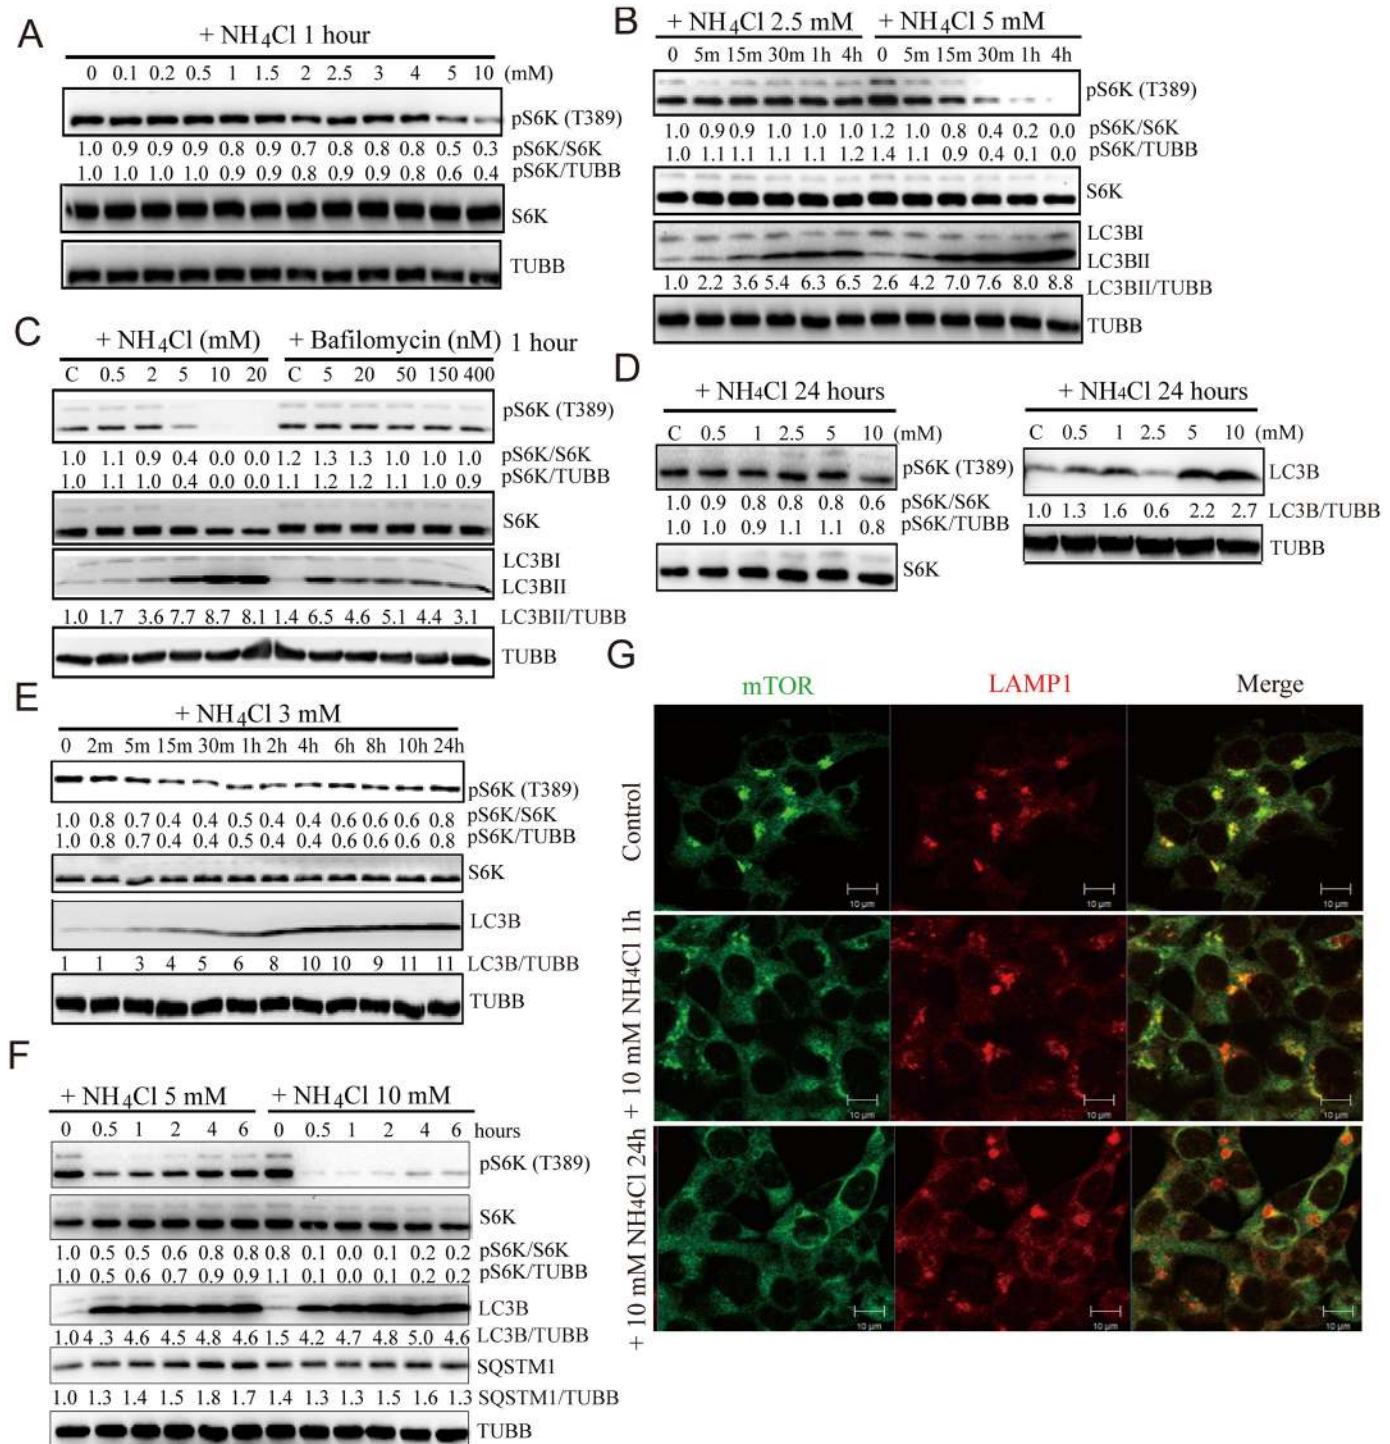 A
+ NH4Cl 1 hour
0 0.1 0.2 0.5 1 1.5 2 2.5 3 4 5 10 (mM)
pS6K (T389)
1.0 0.9 0.9 0.9 0.8 0.9 0.7 0.8 0.8 0.8 0.5 0.3 pS6K/S6K
1.0 1.0 1.0 1.0 0.9 0.9 0.8 0.9 0.9 0.8 0.6 0.4 pS6K/TUBB
S6K
TUBB
B
+ NH4Cl 2.5 mM + NH4Cl 5 mM
0 5m 15m 30m 1h 4h 0 5m 15m 30m 1h 4h
pS6K (T389)
1.0 0.9 0.9 1.0 1.0 1.0 1.2 1.0 0.8 0.4 0.2 0.0 pS6K/S6K
1.0 1.1 1.1 1.1 1.1 1.2 1.4 1.1 0.9 0.4 0.1 0.0 pS6K/TUBB
S6K
LC3BI
LC3BII
1.0 2.2 3.6 5.4 6.3 6.5 2.6 4.2 7.0 7.6 8.0 8.8 LC3BII/TUBB
TUBB
C
+ NH4Cl (mM) + Bafilomycin (nM) 1 hour
C 0.5 2 5 10 20 C 5 20 50 150 400
pS6K (T389)
1.0 1.1 0.9 0.4 0.0 0.0 1.2 1.3 1.3 1.0 1.0 1.0 pS6K/S6K
1.0 1.1 1.0 0.4 0.0 0.0 1.1 1.2 1.2 1.1 1.0 0.9 pS6K/TUBB
S6K
LC3BI
LC3BII
1.0 1.7 3.6 7.7 8.7 8.1 1.4 6.5 4.6 5.1 4.4 3.1 LC3BII/TUBB
TUBB
D
+ NH4Cl 24 hours
C 0.5 1 2.5 5 10 (mM)
pS6K (T389)
1.0 0.9 0.8 0.8 0.8 0.6 pS6K/S6K
1.0 1.0 0.9 1.1 1.1 0.8 pS6K/TUBB
S6K
+ NH4Cl 24 hours
C 0.5 1 2.5 5 10 (mM)
LC3B
1.0 1.3 1.6 0.6 2.2 2.7 LC3B/TUBB
TUBB
E
+ NH4Cl 3 mM
0 2m 5m 15m 30m 1h 2h 4h 6h 8h 10h 24h
pS6K (T389)
1.0 0.8 0.7 0.4 0.4 0.5 0.4 0.4 0.6 0.6 0.6 0.8 pS6K/S6K
1.0 0.8 0.7 0.4 0.4 0.5 0.4 0.4 0.6 0.6 0.6 0.8 pS6K/TUBB
S6K
LC3B
1 1 3 4 5 6 8 10 10 9 11 11 LC3B/TUBB
TUBB
F
+ NH4Cl 5 mM + NH4Cl 10 mM
0 0.5 1 2 4 6 0 0.5 1 2 4 6 hours
pS6K (T389)
S6K
1.0 0.5 0.5 0.6 0.8 0.8 0.8 0.1 0.0 0.1 0.2 0.2 pS6K/S6K
1.0 0.5 0.6 0.7 0.9 0.9 1.1 0.1 0.0 0.1 0.2 0.2 pS6K/TUBB
LC3B
1.0 4.3 4.6 4.5 4.8 4.6 1.5 4.2 4.7 4.8 5.0 4.6 LC3B/TUBB
SQSTM1
1.0 1.3 1.4 1.5 1.8 1.7 1.4 1.3 1.3 1.5 1.6 1.3 SQSTM1/TUBB
TUBB
G
mTOR LAMP1 Merge
Control
10 µm 10 µm 10 µm
+ 10 mM NH4Cl 1h
10 µm 10 µm 10 µm
+ 10 mM NH4Cl 24h
10 µm 10 µm 10 µm